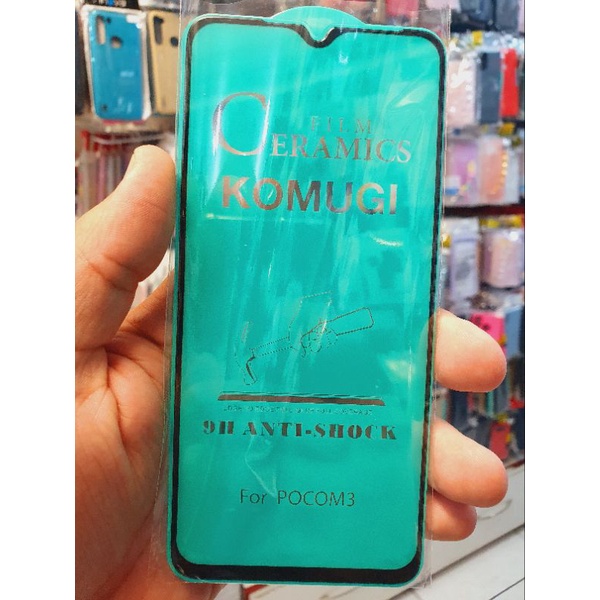 FILM
CERAMICS
KOMUGI
9H ANTI-SHOCK
For POCOM3